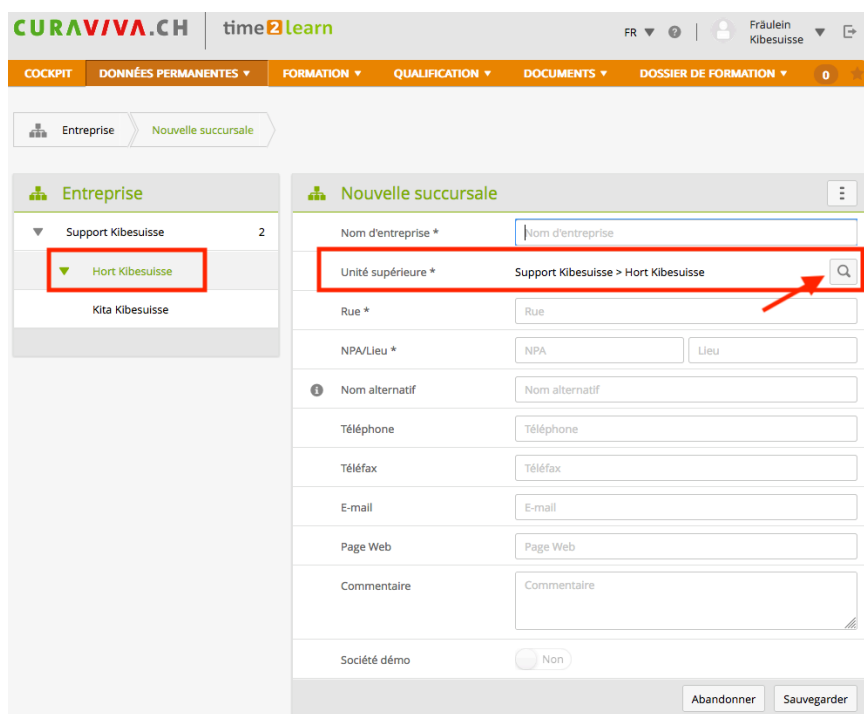 CURAVIVA.CH time2learn FR Fräulein Kibesuisse
COCKPIT DONNÉES PERMANENTES FORMATION QUALIFICATION DOCUMENTS DOSSIER DE FORMATION 0
Entreprise Nouvelle succursale
Entreprise
Support Kibesuisse 2
Hort Kibesuisse
Kita Kibesuisse
Nouvelle succursale
Nom d'entreprise * Nom d'entreprise
Unité supérieure * Support Kibesuisse > Hort Kibesuisse
Rue * Rue
NPA/Lieu * NPA Lieu
Nom alternatif Nom alternatif
Téléphone Téléphone
Téléfax Téléfax
E-mail E-mail
Page Web Page Web
Commentaire Commentaire
Société démo Non
Abandonner Sauvegarder